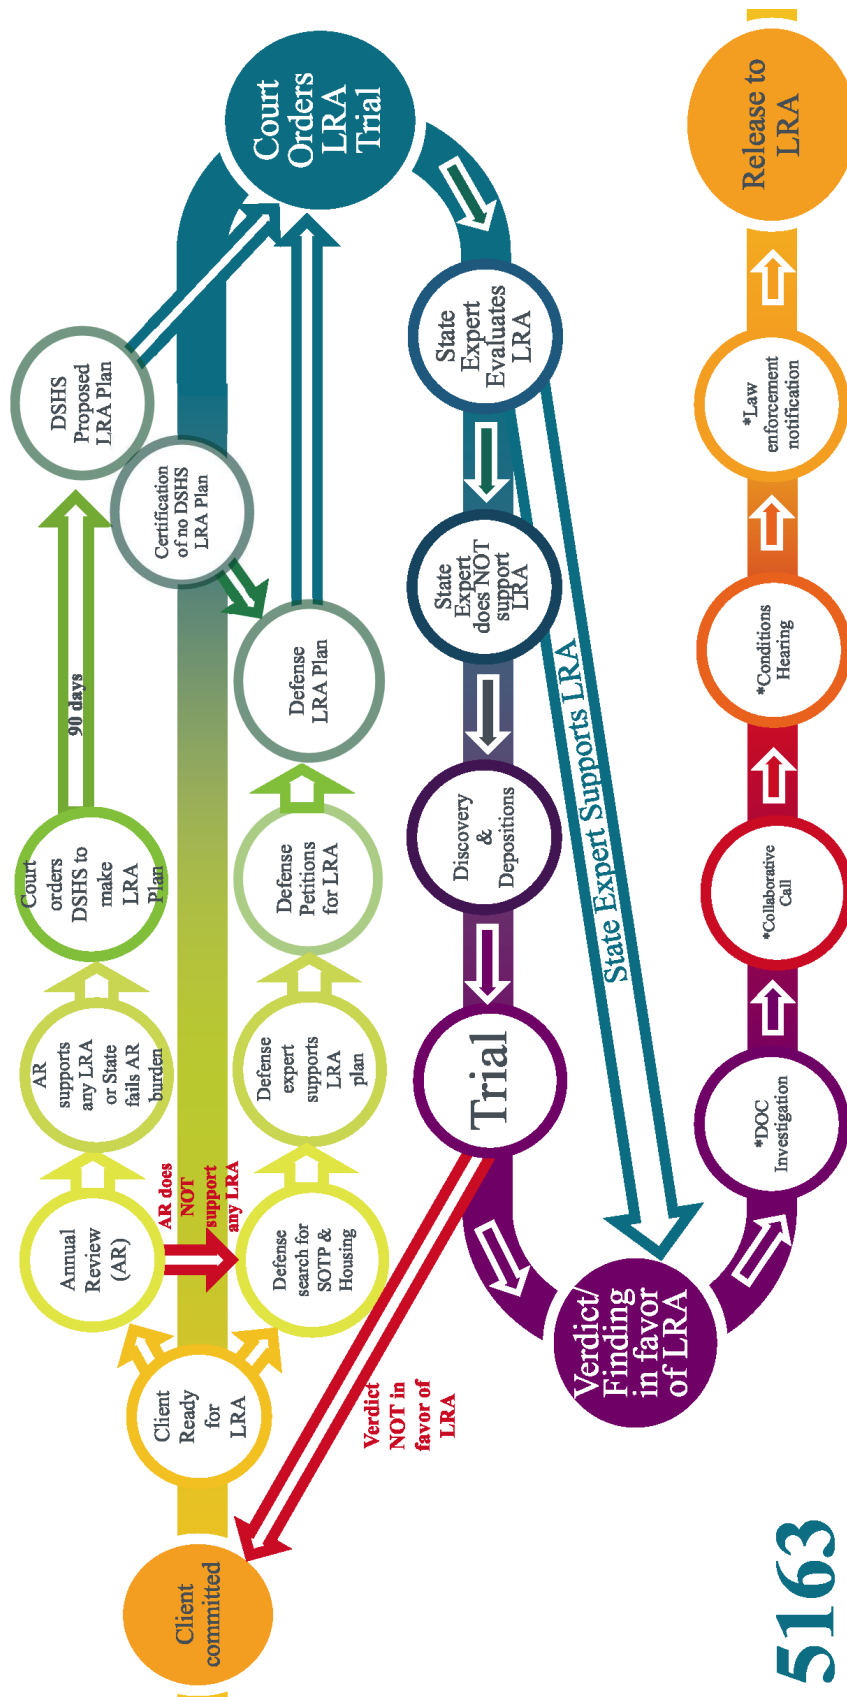 Client
committed
Client
Ready
for
LRA
Annual
Review
(AR)
AR does
NOT
support
any LRA
Defense
search for
SOTP &
Housing
AR
supports
any LRA
or State
fails AR
burden
Defense
expert
supports
LRA
plan
Court
orders
DSHS to
make
LRA
Plan
Defense
Petitions
for LRA
90 days
Defense
LRA Plan
DSHS
Proposed
LRA Plan
Certification
of no DSHS
LRA Plan
Court
Orders
LRA
Trial
State
Expert
Evaluates
LRA
State
Expert
does NOT
support
LRA
State Expert Supports LRA
Discovery
&
Depositions
Trial
Verdict
NOT in
favor of
LRA
Verdict/
Finding
in favor
of LRA
*DOC
Investigation
*Collaborative
Call
*Conditions
Hearing
*Law
enforcement
notification
Release to
LRA
5163